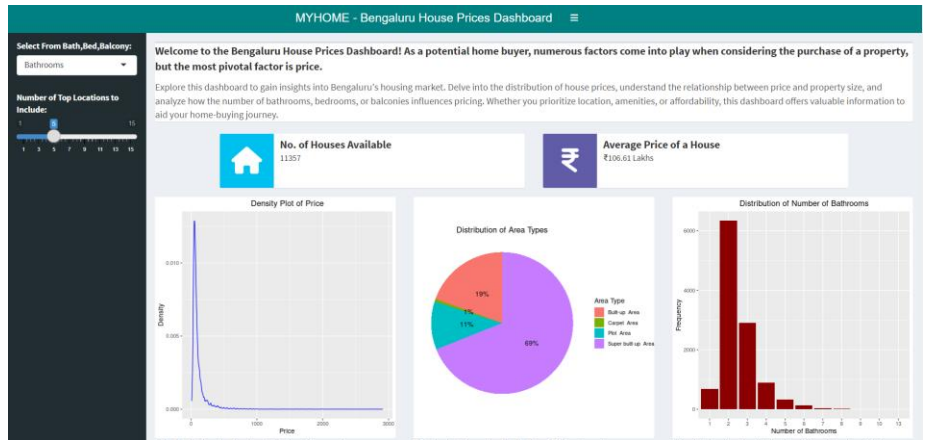 MYHOME - Bengaluru House Prices Dashboard ≡
Select From Bath,Bed,Balcony:
Bathrooms
Number of Top Locations to
Include:
1 5 15
1 3 5 7 9 11 13 15
Welcome to the Bengaluru House Prices Dashboard! As a potential home buyer, numerous factors come into play when considering the purchase of a property,
but the most pivotal factor is price.
Explore this dashboard to gain insights into Bengaluru's housing market. Delve into the distribution of house prices, understand the relationship between price and property size, and
analyze how the number of bathrooms, bedrooms, or balconies influences pricing. Whether you prioritize location, amenities, or affordability, this dashboard offers valuable information to
aid your home-buying journey.
No. of Houses Available
11357
Average Price of a House
₹106.61 Lakhs
₹
Density Plot of Price
0.010
0.005
0.000
Density
0 1000 2000 3000
Price
Distribution of Area Types
19%
1%
11%
69%
Area Type
Built-up Area
Carpet Area
Plot Area
Super built-up Area
Distribution of Number of Bathrooms
6000
4000
2000
0
Frequency
1 2 3 4 5 6 7 8 9 10 13
Number of Bathrooms